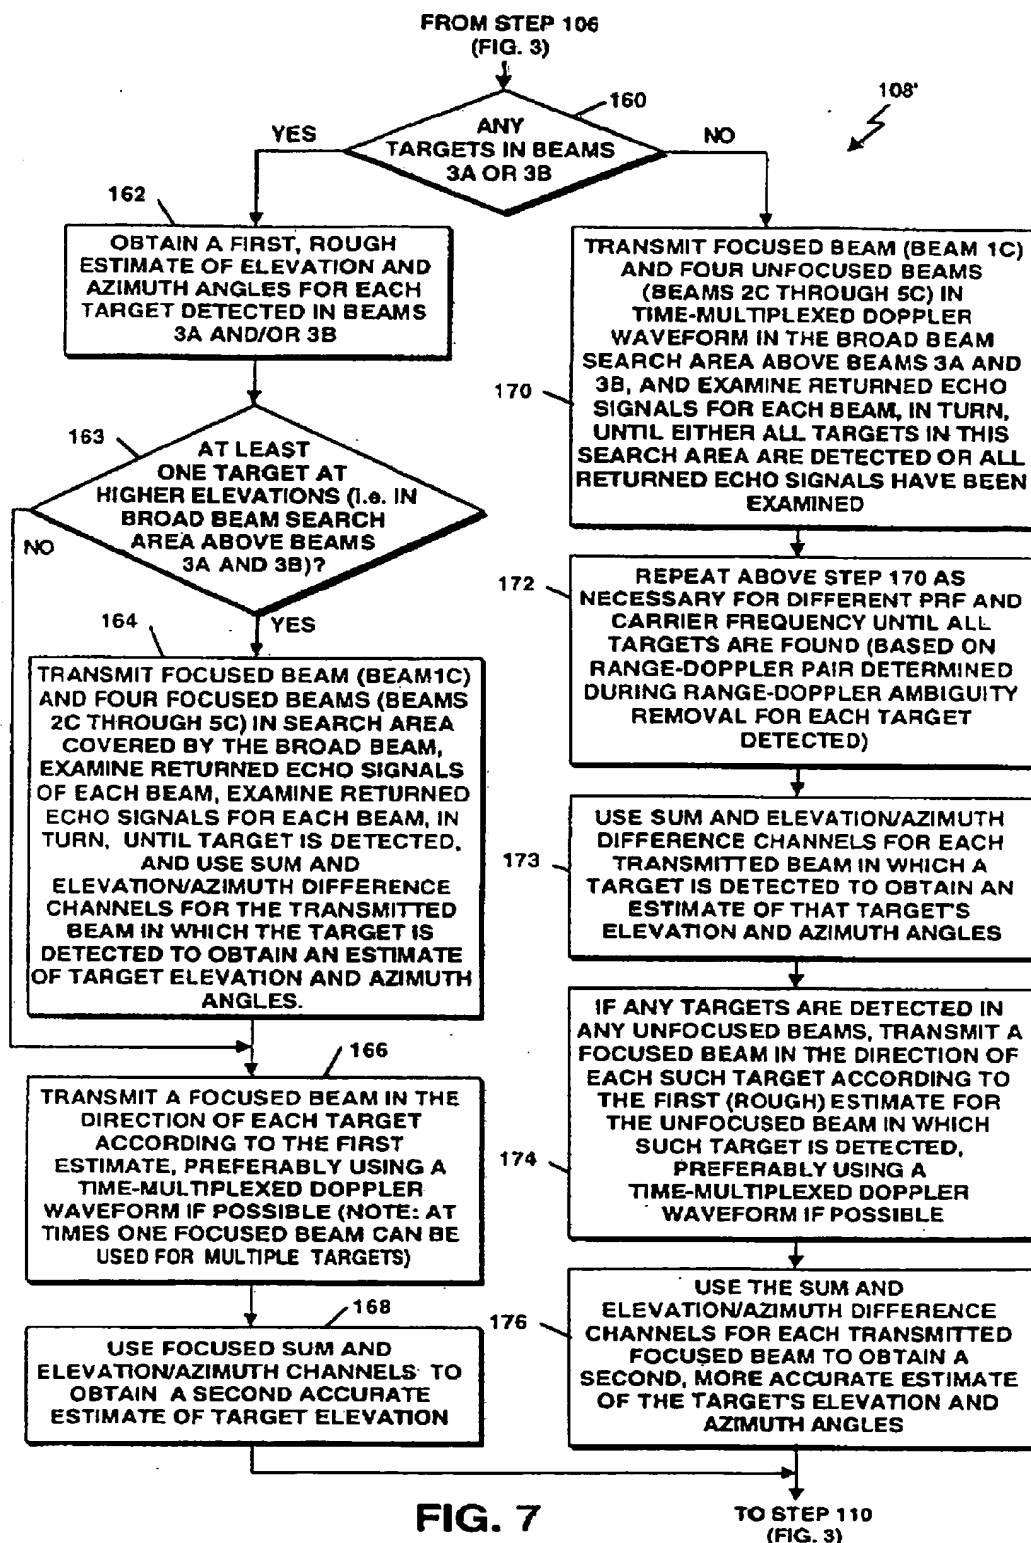 FROM STEP 106
(FIG. 3)
160
108'
YES
ANY
TARGETS IN BEAMS
3A OR 3B
NO
162
OBTAIN A FIRST, ROUGH
ESTIMATE OF ELEVATION AND
AZIMUTH ANGLES FOR EACH
TARGET DETECTED IN BEAMS
3A AND/OR 3B
163
AT LEAST
ONE TARGET AT
HIGHER ELEVATIONS (i.e. IN
BROAD BEAM SEARCH
AREA ABOVE BEAMS
3A AND 3B)?
NO
YES
164
TRANSMIT FOCUSED BEAM (BEAM1C)
AND FOUR FOCUSED BEAMS (BEAMS
2C THROUGH 5C) IN SEARCH AREA
COVERED BY THE BROAD BEAM,
EXAMINE RETURNED ECHO SIGNALS
OF EACH BEAM, EXAMINE RETURNED
ECHO SIGNALS FOR EACH BEAM, IN
TURN, UNTIL TARGET IS DETECTED,
AND USE SUM AND
ELEVATION/AZIMUTH DIFFERENCE
CHANNELS FOR THE TRANSMITTED
BEAM IN WHICH THE TARGET IS
DETECTED TO OBTAIN AN ESTIMATE
OF TARGET ELEVATION AND AZIMUTH
ANGLES.
166
TRANSMIT A FOCUSED BEAM IN THE
DIRECTION OF EACH TARGET
ACCORDING TO THE FIRST
ESTIMATE, PREFERABLY USING A
TIME-MULTIPLEXED DOPPLER
WAVEFORM IF POSSIBLE (NOTE: AT
TIMES ONE FOCUSED BEAM CAN BE
USED FOR MULTIPLE TARGETS)
168
USE FOCUSED SUM AND
ELEVATION/AZIMUTH CHANNELS TO
OBTAIN A SECOND ACCURATE
ESTIMATE OF TARGET ELEVATION
170
TRANSMIT FOCUSED BEAM (BEAM 1C)
AND FOUR UNFOCUSED BEAMS
(BEAMS 2C THROUGH 5C) IN
TIME-MULTIPLEXED DOPPLER
WAVEFORM IN THE BROAD BEAM
SEARCH AREA ABOVE BEAMS 3A AND
3B, AND EXAMINE RETURNED ECHO
SIGNALS FOR EACH BEAM, IN TURN,
UNTIL EITHER ALL TARGETS IN THIS
SEARCH AREA ARE DETECTED OR ALL
RETURNED ECHO SIGNALS HAVE BEEN
EXAMINED
172
REPEAT ABOVE STEP 170 AS
NECESSARY FOR DIFFERENT PRF AND
CARRIER FREQUENCY UNTIL ALL
TARGETS ARE FOUND (BASED ON
RANGE-DOPPLER PAIR DETERMINED
DURING RANGE-DOPPLER AMBIGUITY
REMOVAL FOR EACH TARGET
DETECTED)
173
USE SUM AND ELEVATION/AZIMUTH
DIFFERENCE CHANNELS FOR EACH
TRANSMITTED BEAM IN WHICH A
TARGET IS DETECTED TO OBTAIN AN
ESTIMATE OF THAT TARGET'S
ELEVATION AND AZIMUTH ANGLES
174
IF ANY TARGETS ARE DETECTED IN
ANY UNFOCUSED BEAMS, TRANSMIT A
FOCUSED BEAM IN THE DIRECTION OF
EACH SUCH TARGET ACCORDING TO
THE FIRST (ROUGH) ESTIMATE FOR
THE UNFOCUSED BEAM IN WHICH
SUCH TARGET IS DETECTED,
PREFERABLY USING A
TIME-MULTIPLEXED DOPPLER
WAVEFORM IF POSSIBLE
176
USE THE SUM AND
ELEVATION/AZIMUTH DIFFERENCE
CHANNELS FOR EACH TRANSMITTED
FOCUSED BEAM TO OBTAIN A
SECOND, MORE ACCURATE ESTIMATE
OF THE TARGET'S ELEVATION AND
AZIMUTH ANGLES
FIG. 7
TO STEP 110
(FIG. 3)